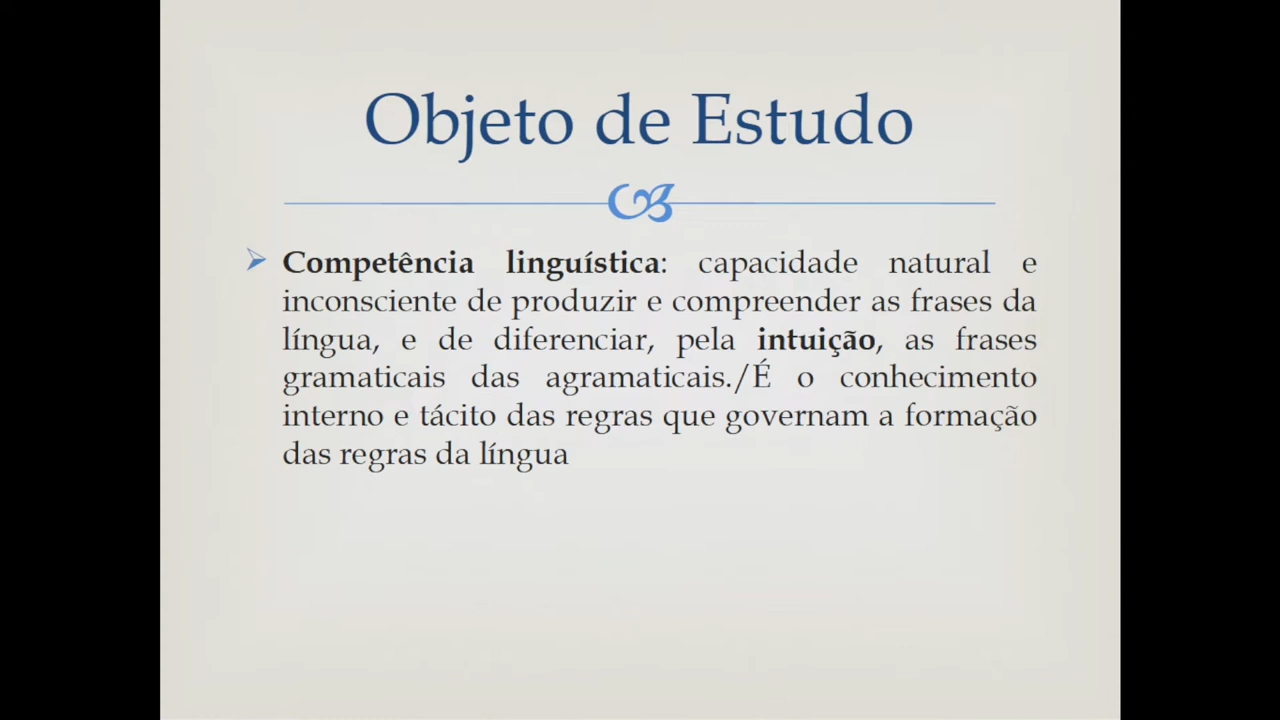 Objeto de Estudo
Competência linguística: capacidade natural e
inconsciente de produzir e compreender as frases da
língua, e de diferenciar, pela intuição, as frases
gramaticais das agramaticais./É o conhecimento
interno e tácito das regras que governam a formação
das regras da língua